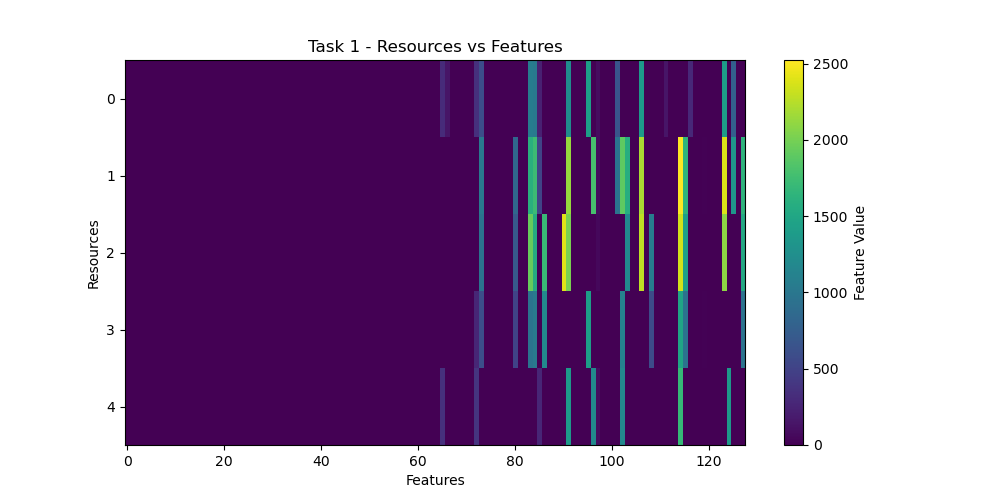 Task 1 - Resources vs Features
0
1
2
3
4
Resources
0 20 40 60 80 100 120
Features
2500
2000
1500
1000
500
0
Feature Value